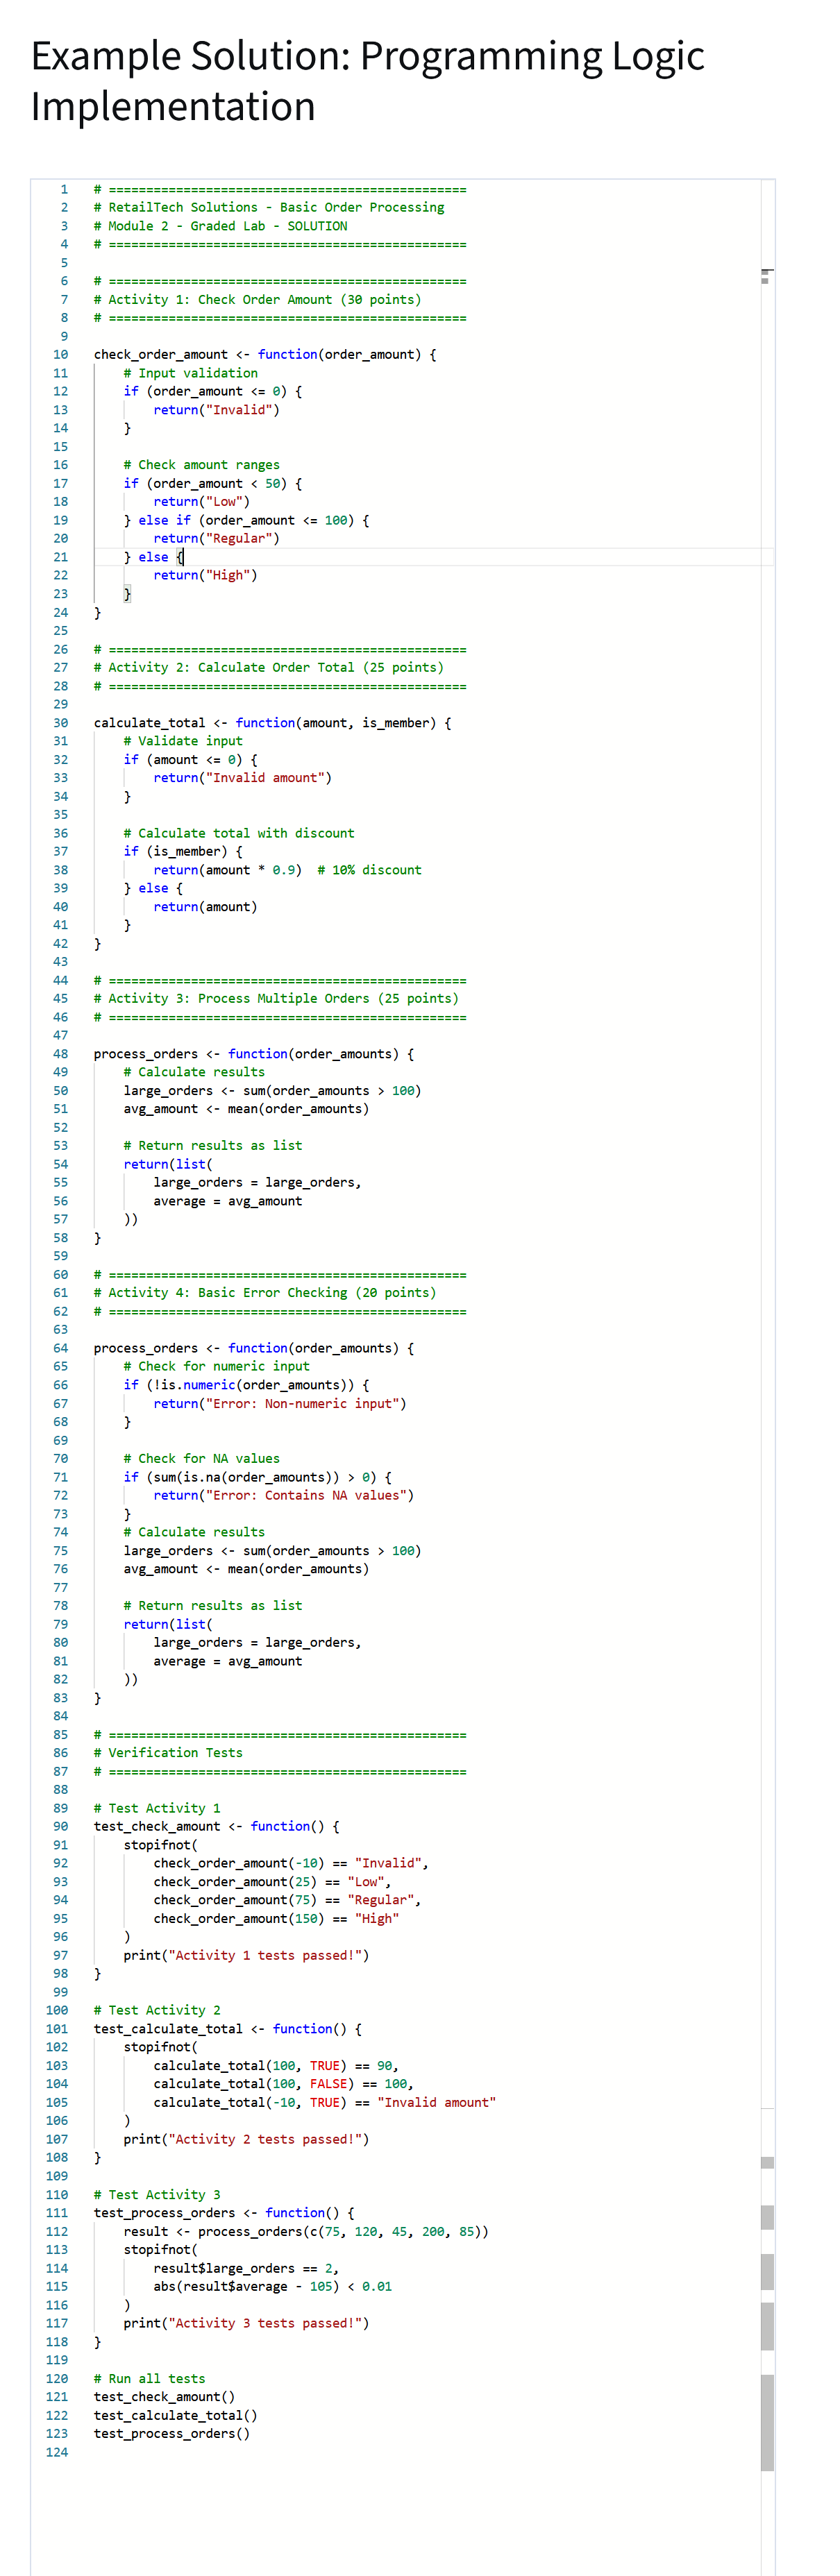 Example Solution: Programming Logic
Implementation
1 # ================================================
2 # RetailTech Solutions - Basic Order Processing
3 # Module 2 - Graded Lab - SOLUTION
4 # ================================================
5
6 # ================================================
7 # Activity 1: Check Order Amount (30 points)
8 # ================================================
9
10 check_order_amount <- function(order_amount) {
11     # Input validation
12     if (order_amount <= 0) {
13         return("Invalid")
14     }
15
16     # Check amount ranges
17     if (order_amount < 50) {
18         return("Low")
19     } else if (order_amount <= 100) {
20         return("Regular")
21     } else {
22         return("High")
23     }
24 }
25
26 # ================================================
27 # Activity 2: Calculate Order Total (25 points)
28 # ================================================
29
30 calculate_total <- function(amount, is_member) {
31     # Validate input
32     if (amount <= 0) {
33         return("Invalid amount")
34     }
35
36     # Calculate total with discount
37     if (is_member) {
38         return(amount * 0.9)  # 10% discount
39     } else {
40         return(amount)
41     }
42 }
43
44 # ================================================
45 # Activity 3: Process Multiple Orders (25 points)
46 # ================================================
47
48 process_orders <- function(order_amounts) {
49     # Calculate results
50     large_orders <- sum(order_amounts > 100)
51     avg_amount <- mean(order_amounts)
52
53     # Return results as list
54     return(list(
55         large_orders = large_orders,
56         average = avg_amount
57     ))
58 }
59
60 # ================================================
61 # Activity 4: Basic Error Checking (20 points)
62 # ================================================
63
64 process_orders <- function(order_amounts) {
65     # Check for numeric input
66     if (!is.numeric(order_amounts)) {
67         return("Error: Non-numeric input")
68     }
69
70     # Check for NA values
71     if (sum(is.na(order_amounts)) > 0) {
72         return("Error: Contains NA values")
73     }
74     # Calculate results
75     large_orders <- sum(order_amounts > 100)
76     avg_amount <- mean(order_amounts)
77
78     # Return results as list
79     return(list(
80         large_orders = large_orders,
81         average = avg_amount
82     ))
83 }
84
85 # ================================================
86 # Verification Tests
87 # ================================================
88
89 # Test Activity 1
90 test_check_amount <- function() {
91     stopifnot(
92         check_order_amount(-10) == "Invalid",
93         check_order_amount(25) == "Low",
94         check_order_amount(75) == "Regular",
95         check_order_amount(150) == "High"
96     )
97     print("Activity 1 tests passed!")
98 }
99
100 # Test Activity 2
101 test_calculate_total <- function() {
102     stopifnot(
103         calculate_total(100, TRUE) == 90,
104         calculate_total(100, FALSE) == 100,
105         calculate_total(-10, TRUE) == "Invalid amount"
106     )
107     print("Activity 2 tests passed!")
108 }
109
110 # Test Activity 3
111 test_process_orders <- function() {
112     result <- process_orders(c(75, 120, 45, 200, 85))
113     stopifnot(
114         result$large_orders == 2,
115         abs(result$average - 105) < 0.01
116     )
117     print("Activity 3 tests passed!")
118 }
119
120 # Run all tests
121 test_check_amount()
122 test_calculate_total()
123 test_process_orders()
124